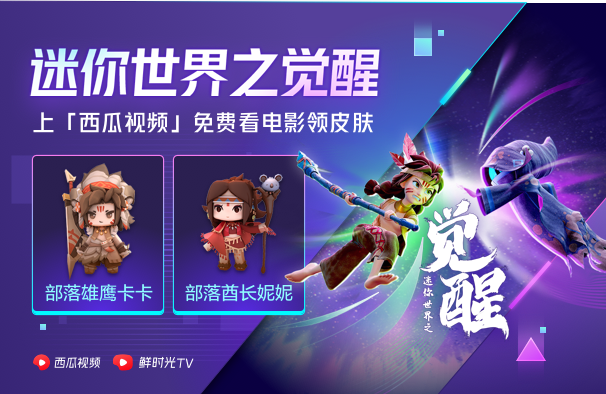 迷你世界之觉醒
上「西瓜视频」免费看电影领皮肤
部落雄鹰卡卡
部落酋长妮妮
觉醒
迷你世界之
西瓜视频
鲜时光TV